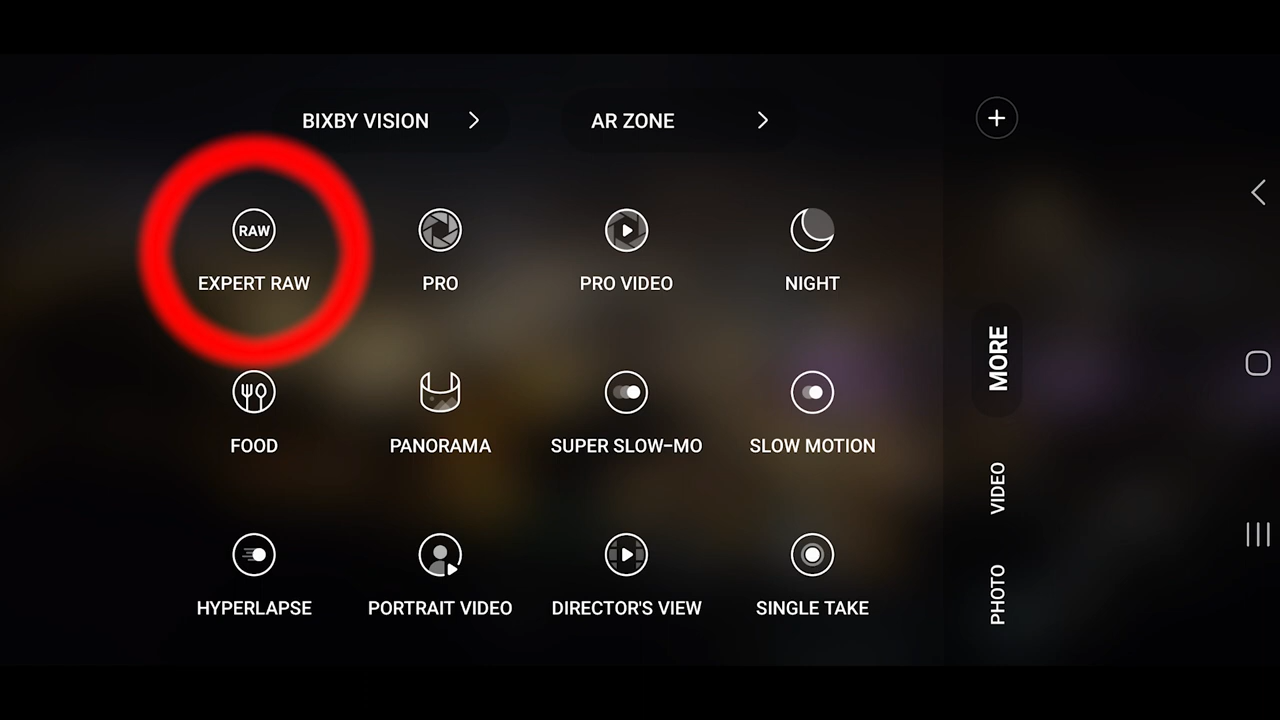 BIXBY VISION
AR ZONE
RAW
EXPERT RAW
PRO
PRO VIDEO
NIGHT
FOOD
PANORAMA
SUPER SLOW-MO
SLOW MOTION
HYPERLAPSE
PORTRAIT VIDEO
DIRECTOR'S VIEW
SINGLE TAKE
MORE
VIDEO
PHOTO